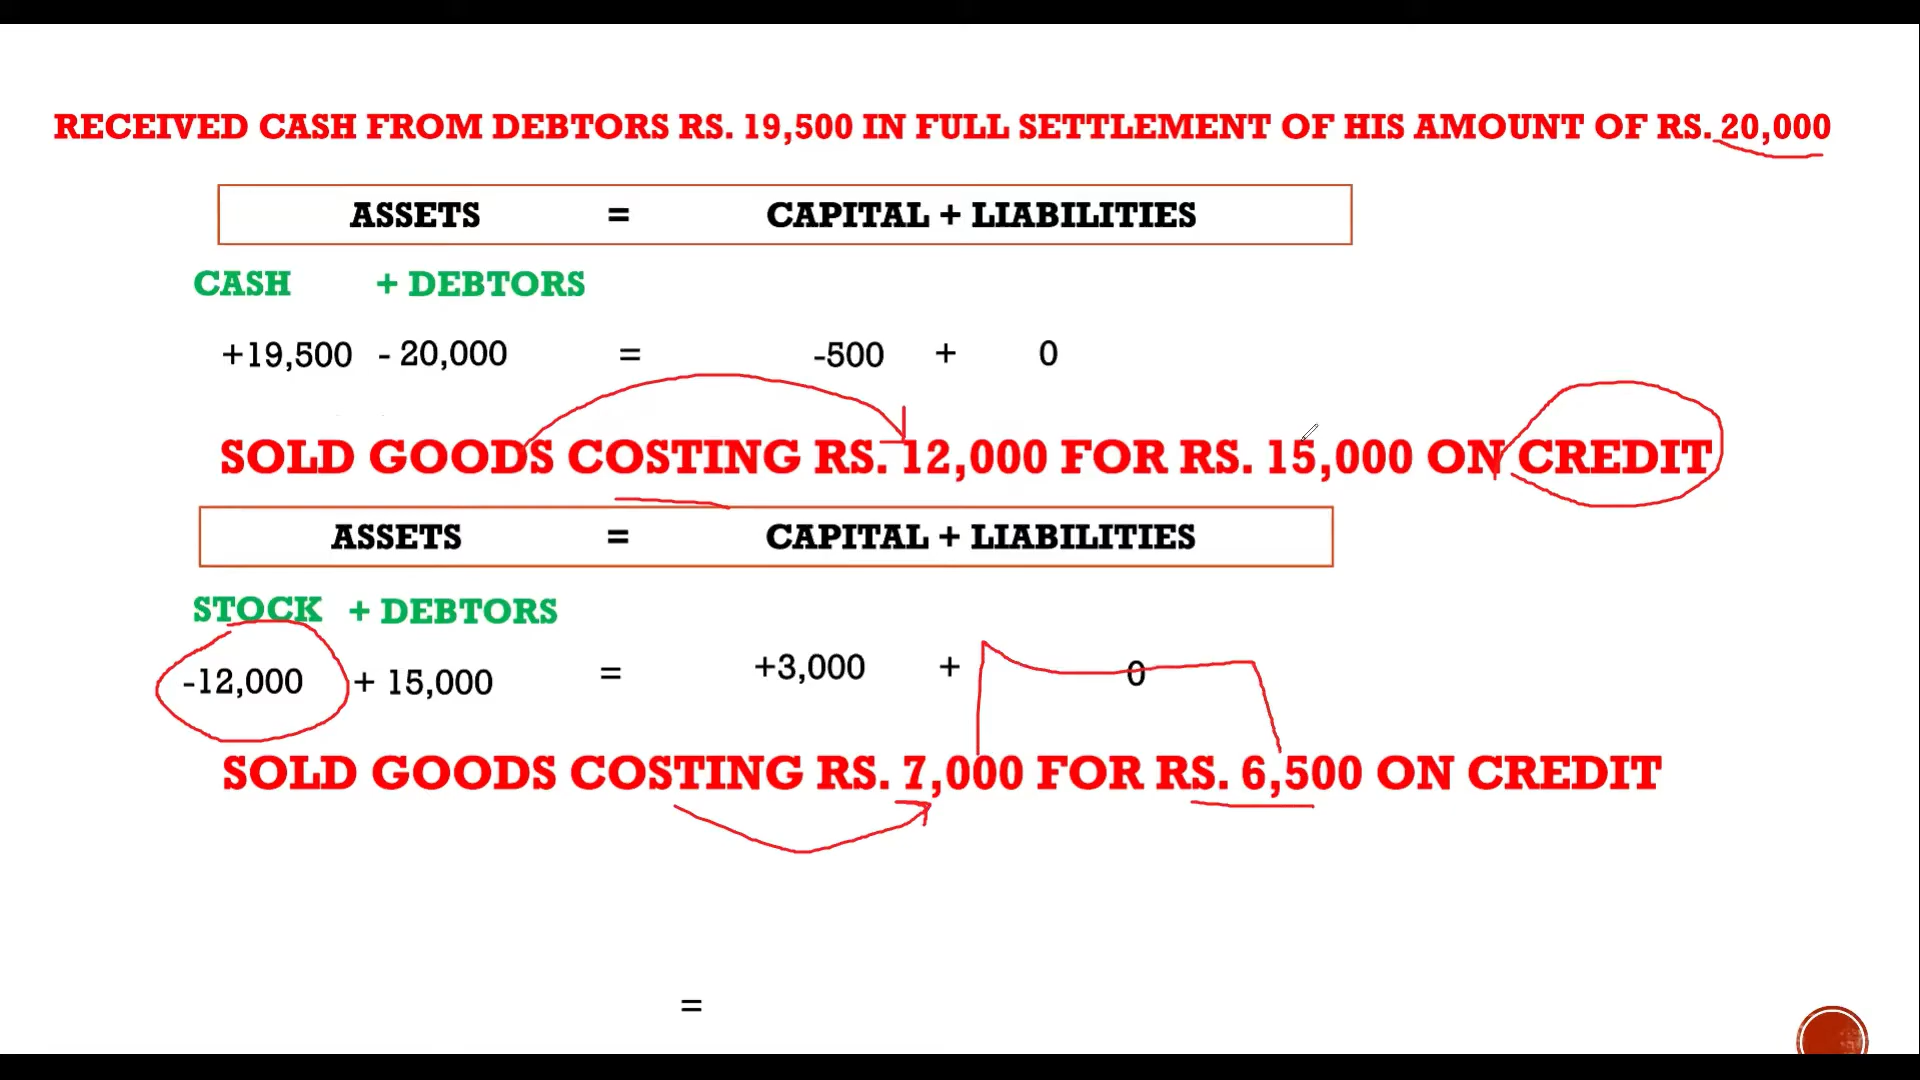 RECEIVED CASH FROM DEBTORS RS. 19,500 IN FULL SETTLEMENT OF HIS AMOUNT OF RS. 20,000
ASSETS = CAPITAL + LIABILITIES
CASH + DEBTORS
+19,500 - 20,000 = -500 + 0
SOLD GOODS COSTING RS. 12,000 FOR RS. 15,000 ON CREDIT
ASSETS = CAPITAL + LIABILITIES
STOCK + DEBTORS
-12,000 + 15,000 = +3,000 + 0
SOLD GOODS COSTING RS. 7,000 FOR RS. 6,500 ON CREDIT
=